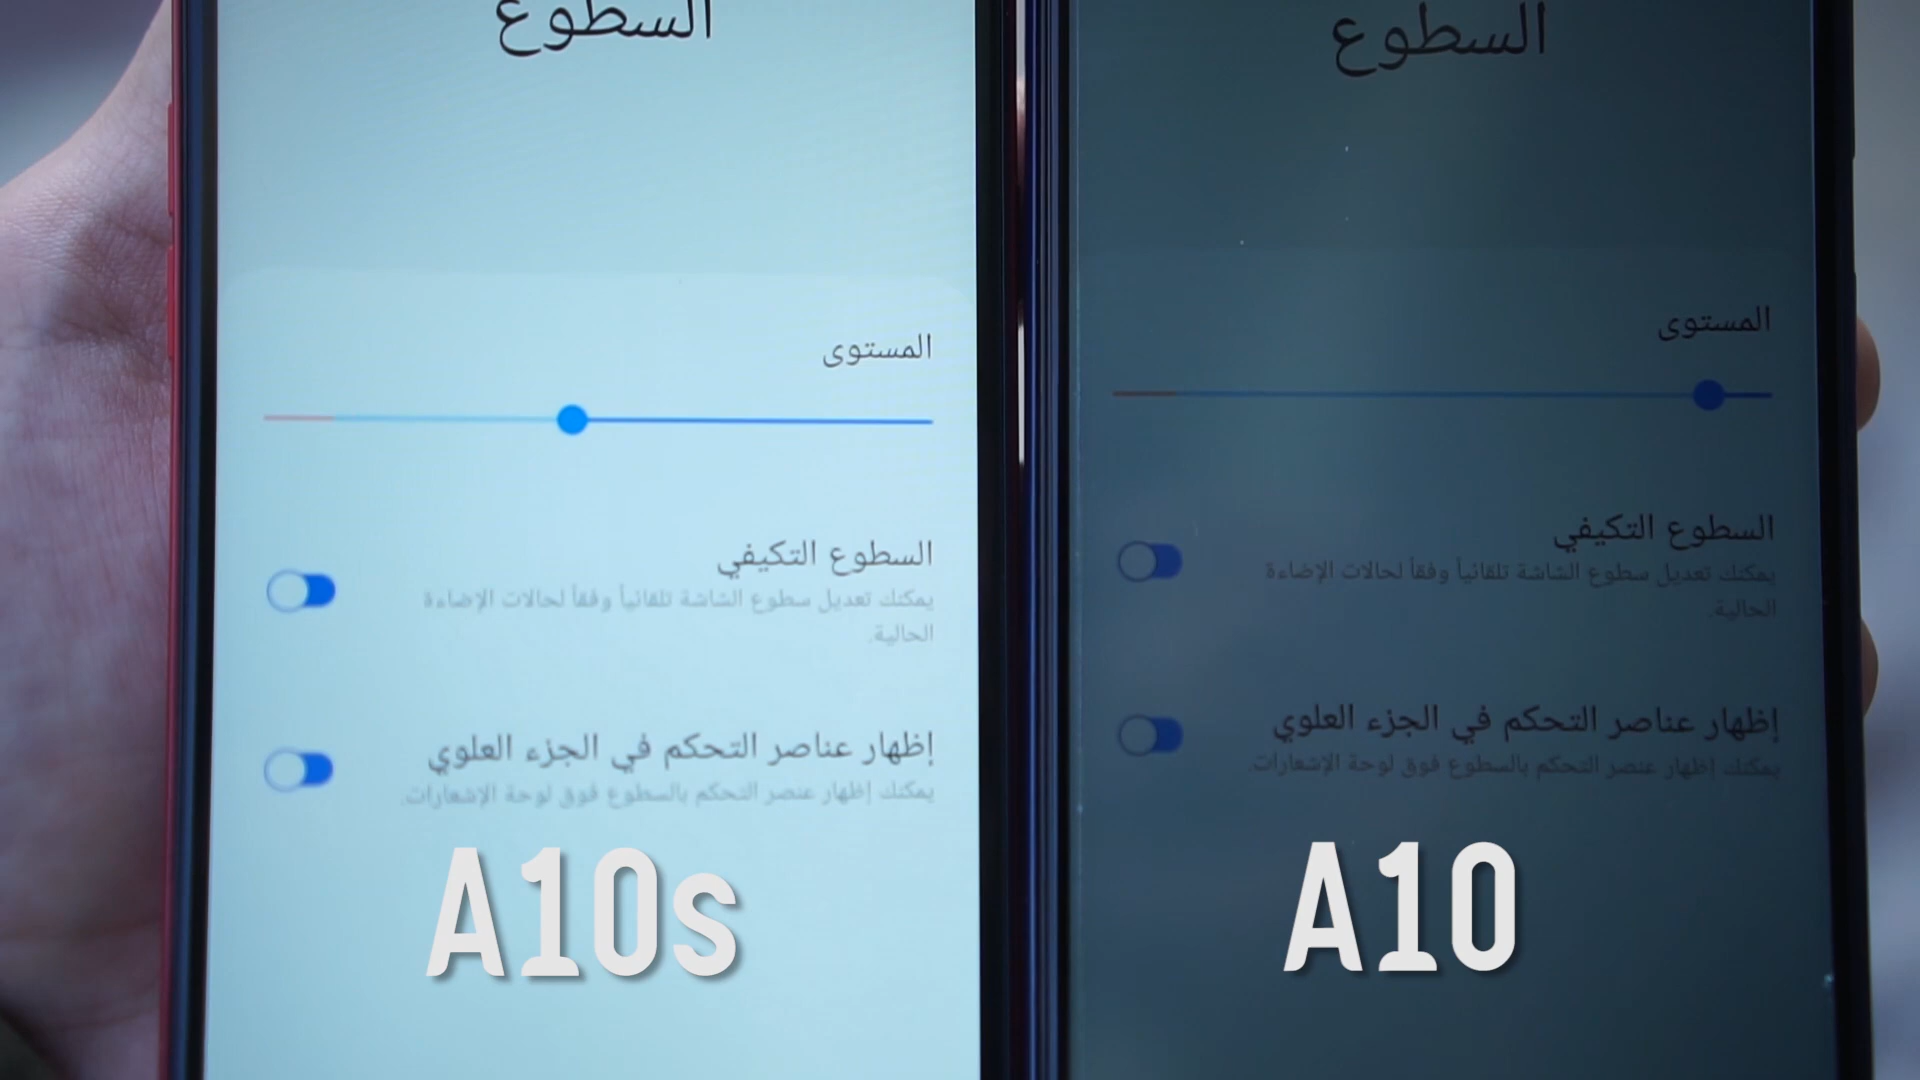 السطوع
المستوى
السطوع التكيفي
يمكنك تعديل سطوع الشاشة تلقائياً وفقاً لحالات الإضاءة
الحالية.
إظهار عناصر التحكم في الجزء العلوي
يمكنك إظهار عنصر التحكم بالسطوع فوق لوحة الإشعارات.
A10s
السطوع
المستوى
السطوع التكيفي
يمكنك تعديل سطوع الشاشة تلقائياً وفقاً لحالات الإضاءة
الحالية.
إظهار عناصر التحكم في الجزء العلوي
يمكنك إظهار عنصر التحكم بالسطوع فوق لوحة الإشعارات.
A10